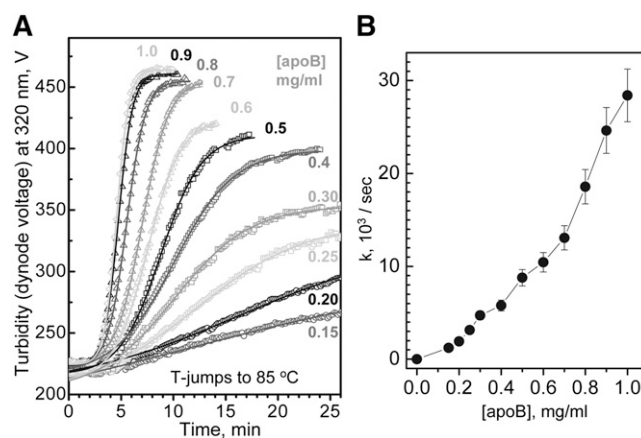 A
B
1.0
0.9
0.8
0.7
0.6
0.5
0.4
0.30
0.25
0.20
0.15
[apoB]
mg/ml
450
400
350
300
250
200
Turbidity (dynode voltage) at 320 nm, V
T-jumps to 85 ºC
0 5 10 15 20 25
Time, min
30
20
10
0
k, 10³ / sec
0.0 0.2 0.4 0.6 0.8 1.0
[apoB], mg/ml